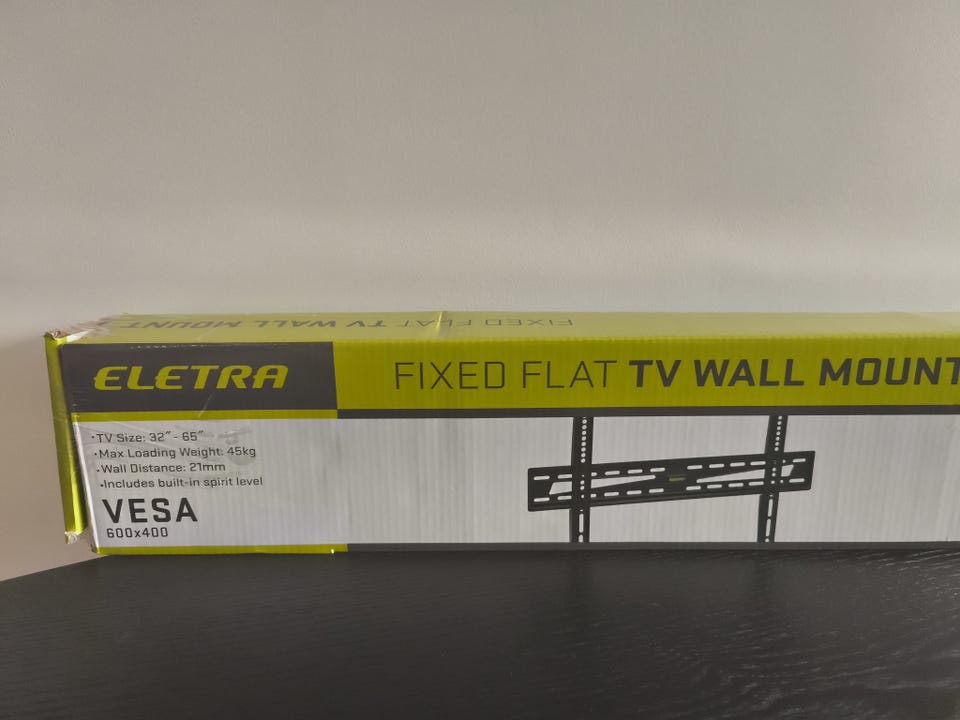 FIXED FLAT TV WALL MOUNT
ELETRA
FIXED FLAT TV WALL MOUNT
•TV Size: 32″ - 65″
•Max Loading Weight: 45kg
•Wall Distance: 21mm
•Includes built-in spirit level
VESA
600x400